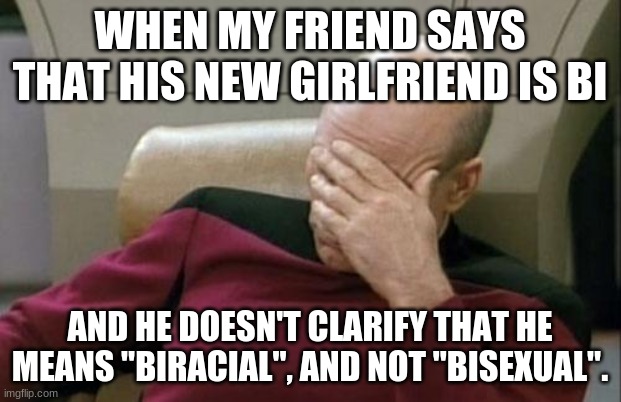 WHEN MY FRIEND SAYS
THAT HIS NEW GIRLFRIEND IS BI
AND HE DOESN'T CLARIFY THAT HE
MEANS "BIRACIAL", AND NOT "BISEXUAL".
imgflip.com